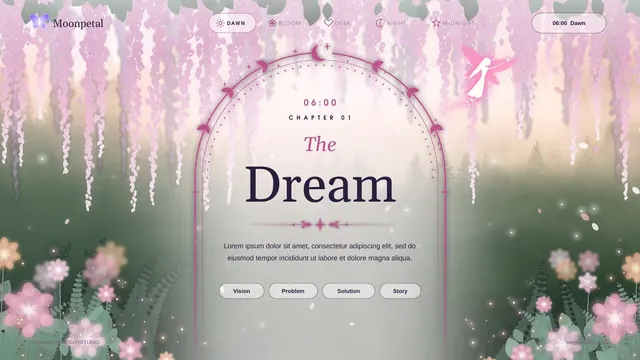 Moonpetal
DAWN
BLOOM
DUSK
NIGHT
MIDNIGHT
06:00 Dawn
06:00
CHAPTER 01
The
Dream
Lorem ipsum dolor sit amet, consectetur adipiscing elit, sed do
eiusmod tempor incididunt ut labore et dolore magna aliqua.
Vision
Problem
Solution
Story